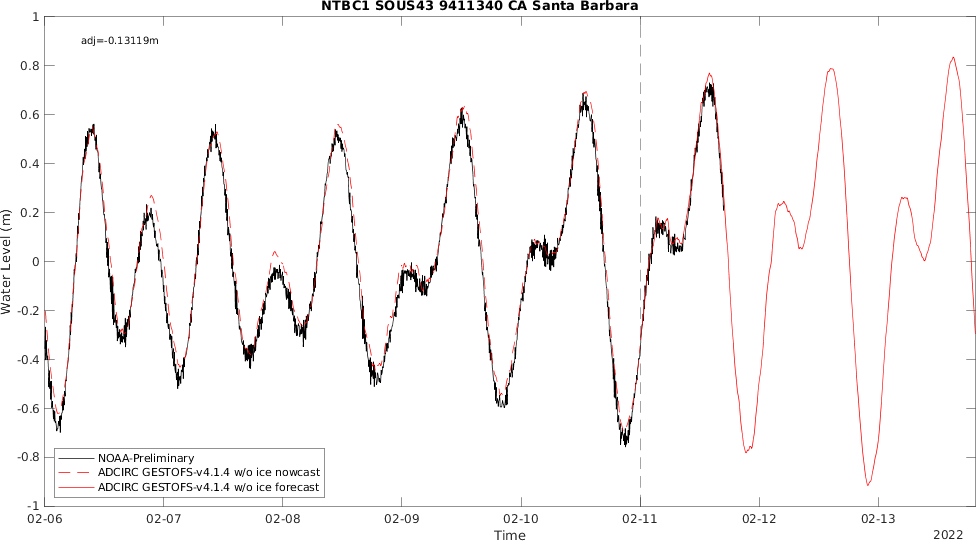 NTBC1 SOUS43 9411340 CA Santa Barbara
adj=-0.13119m
1
0.8
0.6
0.4
0.2
0
-0.2
-0.4
-0.6
-0.8
-1
Water Level (m)
NOAA-Preliminary
ADCIRC GESTOFS-v4.1.4 w/o ice nowcast
ADCIRC GESTOFS-v4.1.4 w/o ice forecast
02-06 02-07 02-08 02-09 02-10 02-11 02-12 02-13
Time
2022